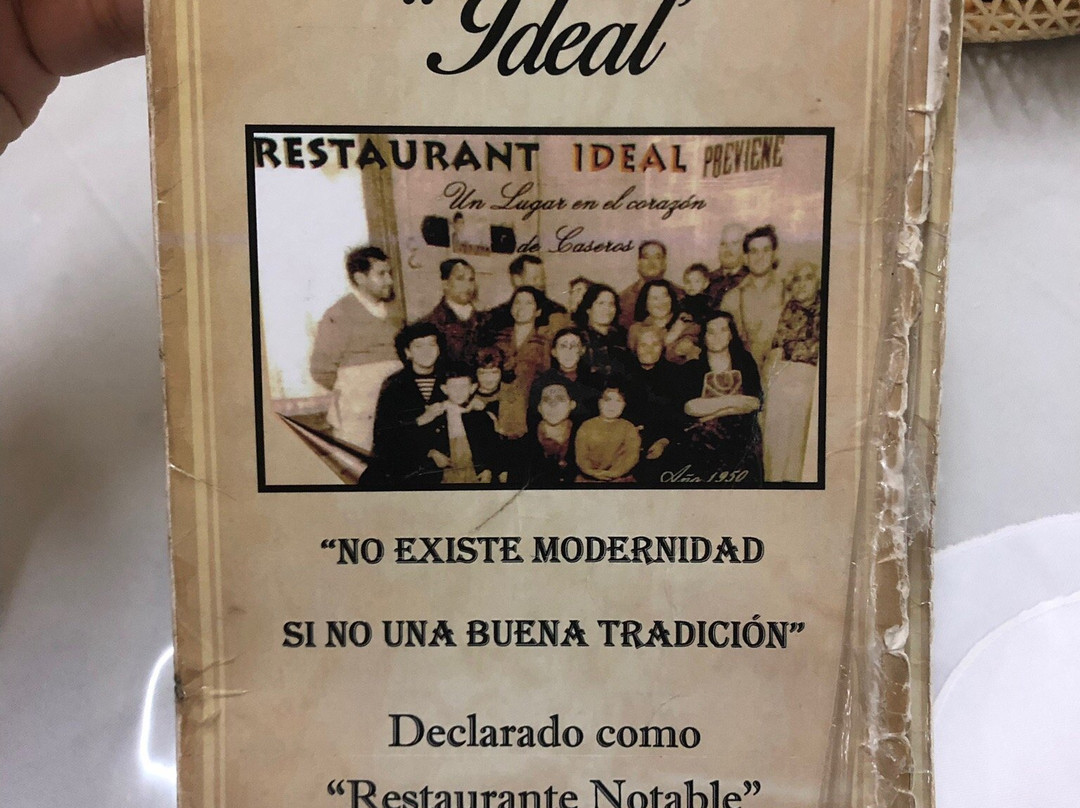 "Ideal"
RESTAURANT IDEAL PREVIENE
Un Lugar en el corazón
de Caseros
Año 1950
“NO EXISTE MODERNIDAD
SI NO UNA BUENA TRADICIÓN”
Declarado como
“Restaurante Notable”